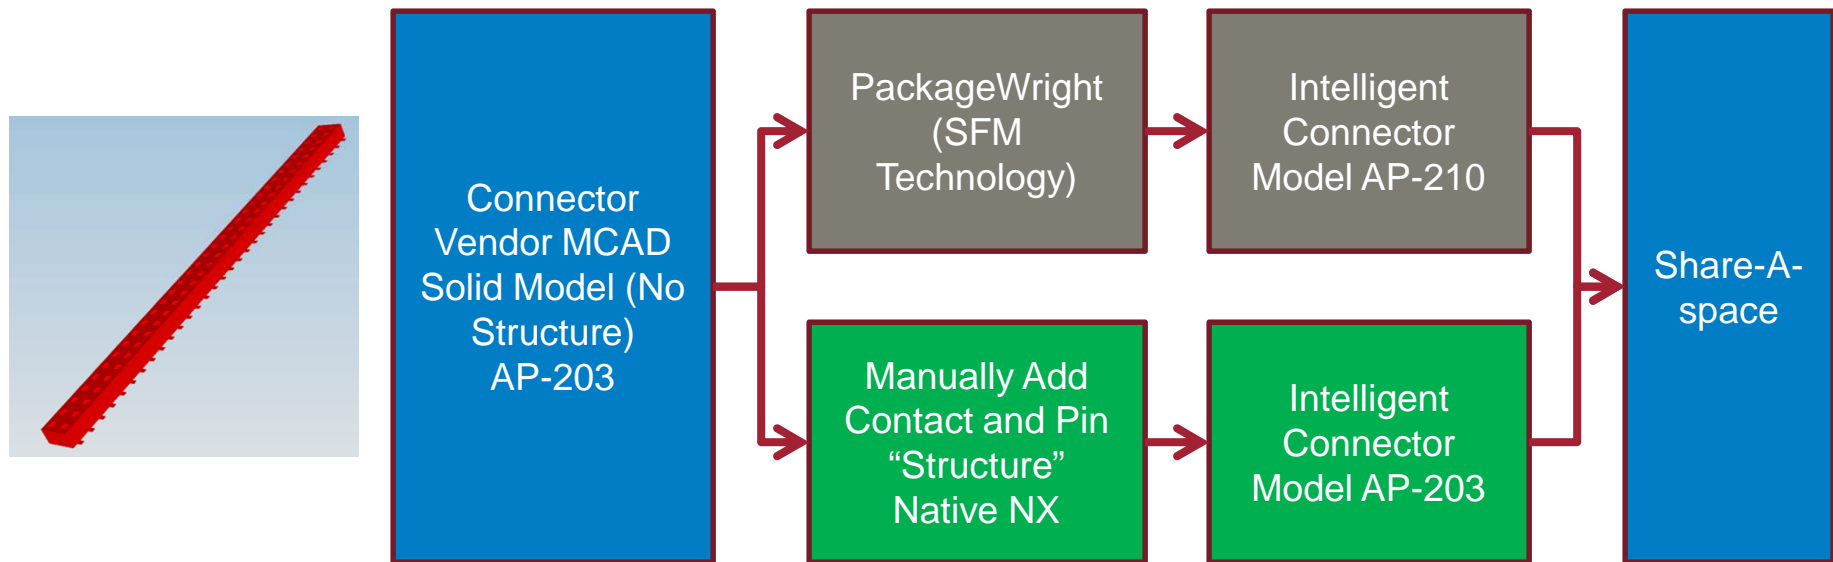 Connector
Vendor MCAD
Solid Model (No
Structure)
AP-203
PackageWright
(SFM
Technology)
Intelligent
Connector
Model AP-210
Manually Add
Contact and Pin
“Structure”
Native NX
Intelligent
Connector
Model AP-203
Share-A-
space